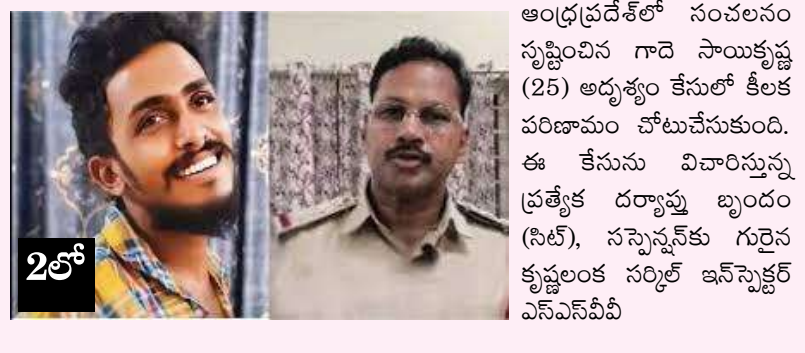 ఆంధ్రప్రదేశ్‌లో సంచలనం
సృష్టించిన గాదె సాయికృష్ణ
(25) అదృశ్యం కేసులో కీలక
పరిణామం చోటుచేసుకుంది.
ఈ కేసును విచారిస్తున్న
ప్రత్యేక దర్యాప్తు బృందం
(సిట్), సస్పెన్షన్‌కు గురైన
కృష్ణలంక సర్కిల్ ఇన్‌స్పెక్టర్
ఎస్ఎస్‌వీవీ
2లో